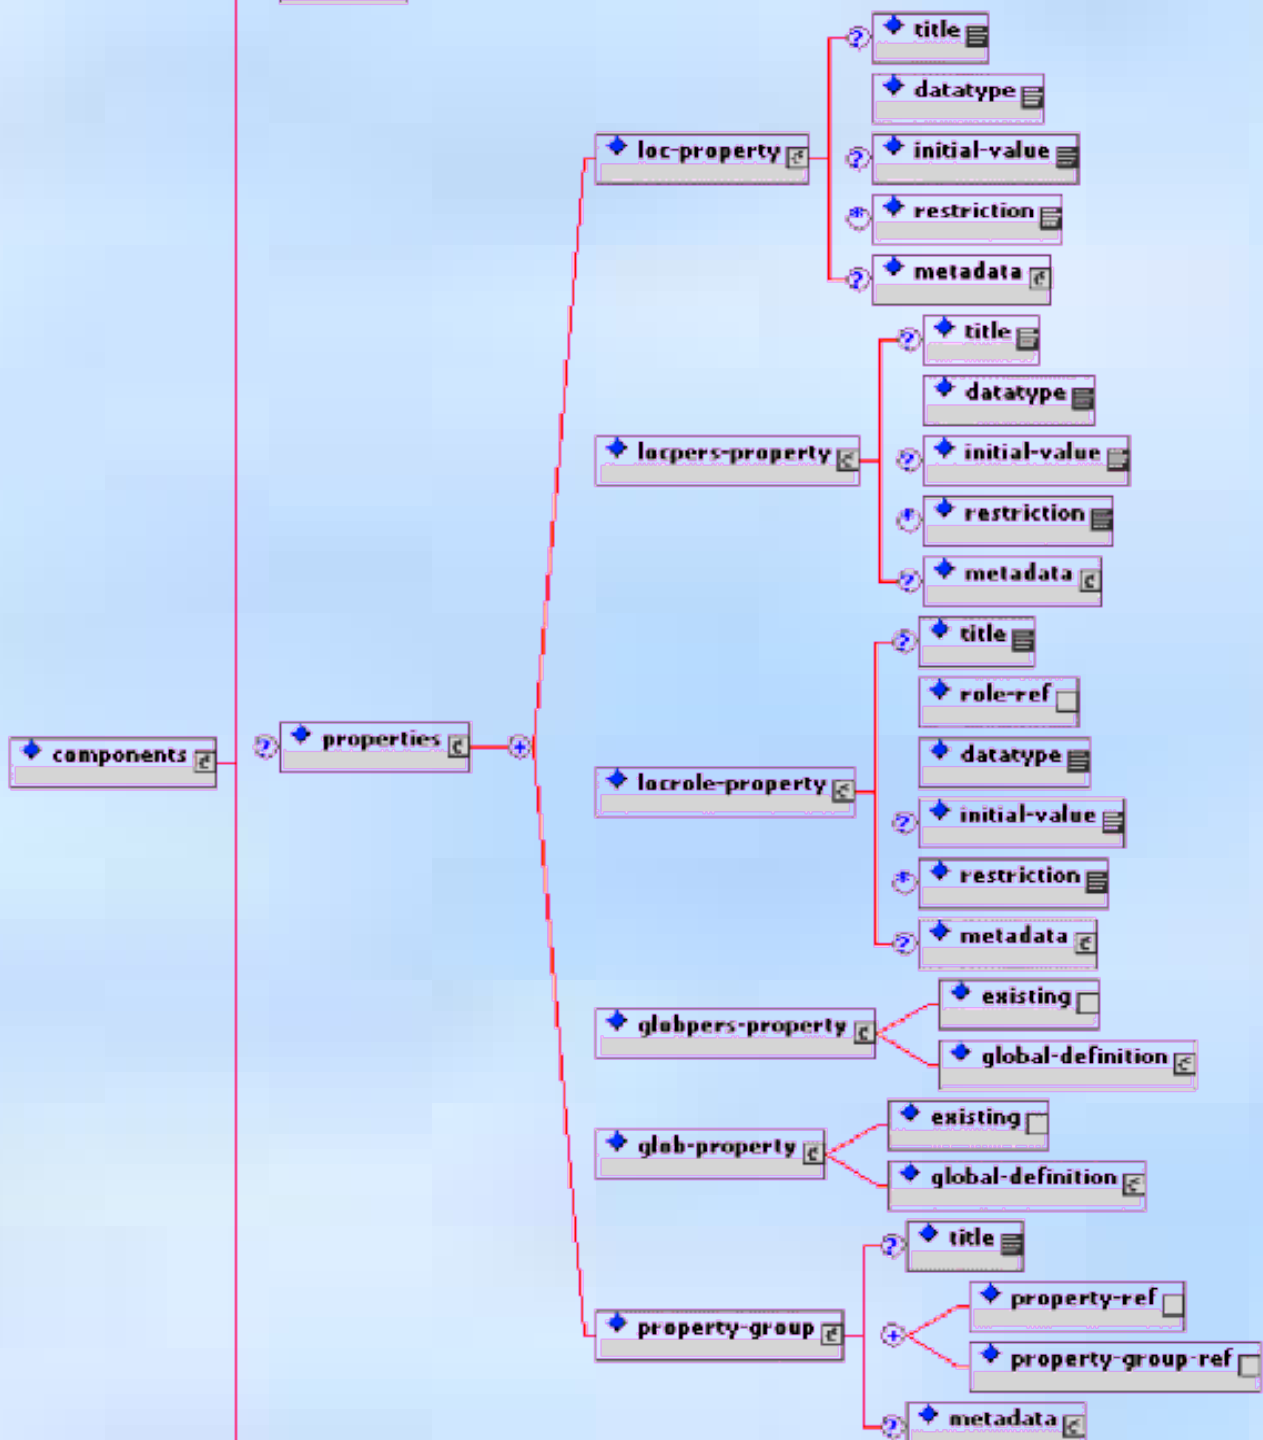 title
datatype
loc-property
initial-value
restriction
metadata
title
datatype
locpers-property
initial-value
restriction
metadata
title
role-ref
components
properties
datatype
locrole-property
initial-value
restriction
metadata
existing
globpers-property
global-definition
existing
glob-property
global-definition
title
property-ref
property-group
property-group-ref
metadata